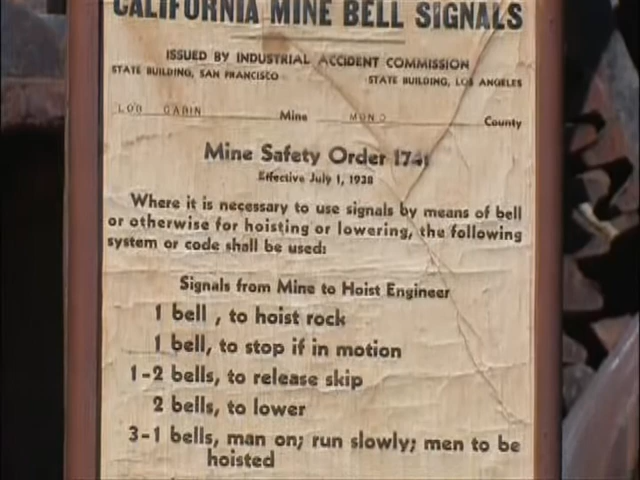 CALIFORNIA MINE BELL SIGNALS
ISSUED BY INDUSTRIAL ACCIDENT COMMISSION
STATE BUILDING, SAN FRANCISCO STATE BUILDING, LOS ANGELES
LOG CABIN Mine MONO County
Mine Safety Order 1741
Effective July 1, 1938
Where it is necessary to use signals by means of bell
or otherwise for hoisting or lowering, the following
system or code shall be used:
Signals from Mine to Hoist Engineer
1 bell , to hoist rock
1 bell, to stop if in motion
1-2 bells, to release skip
2 bells, to lower
3-1 bells, man on; run slowly; men to be
hoisted